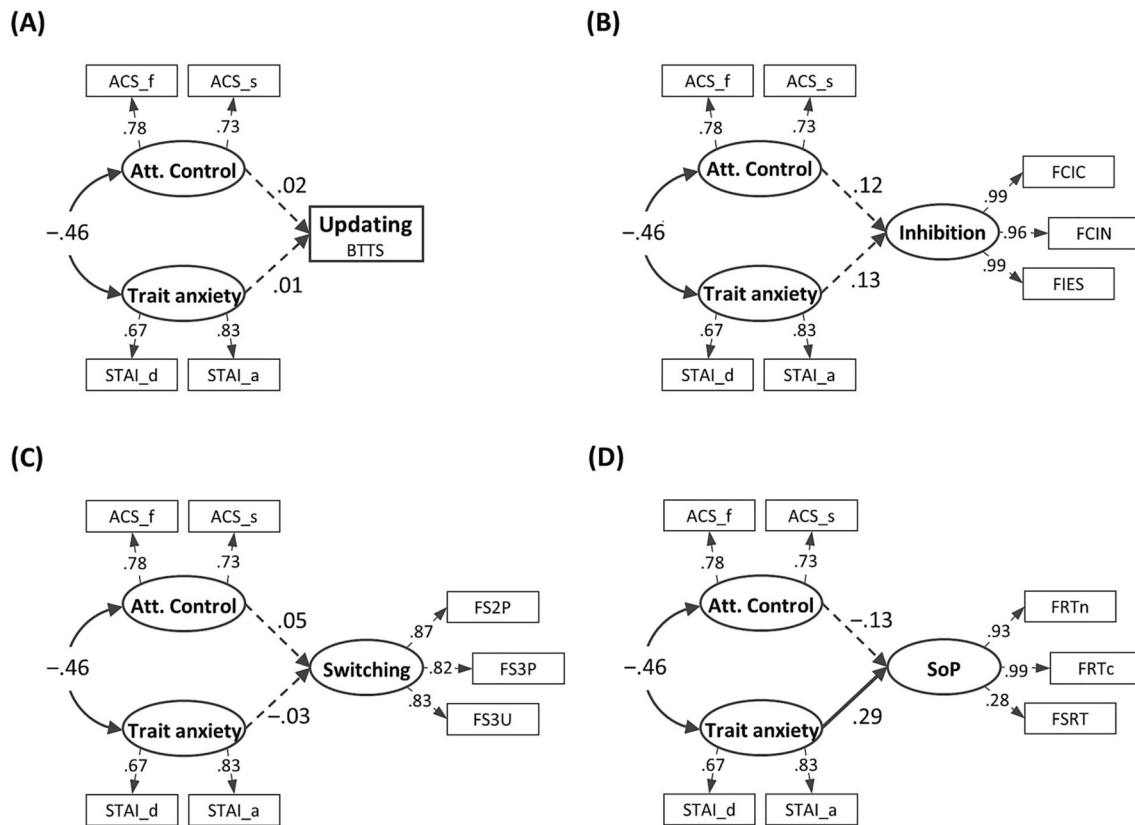 (A)
ACS_f
ACS_s
.78
.73
Att. Control
.02
−.46
Updating
BTTS
.01
Trait anxiety
.67
.83
STAI_d
STAI_a
(B)
ACS_f
ACS_s
.78
.73
Att. Control
.12
−.46
Inhibition
.99
FCIC
.96
FCIN
.99
FIES
.13
Trait anxiety
.67
.83
STAI_d
STAI_a
(C)
ACS_f
ACS_s
.78
.73
Att. Control
.05
−.46
Switching
.87
FS2P
.82
FS3P
.83
FS3U
−.03
Trait anxiety
.67
.83
STAI_d
STAI_a
(D)
ACS_f
ACS_s
.78
.73
Att. Control
−.13
−.46
SoP
.93
FRTn
.99
FRTc
.28
FSRT
.29
Trait anxiety
.67
.83
STAI_d
STAI_a